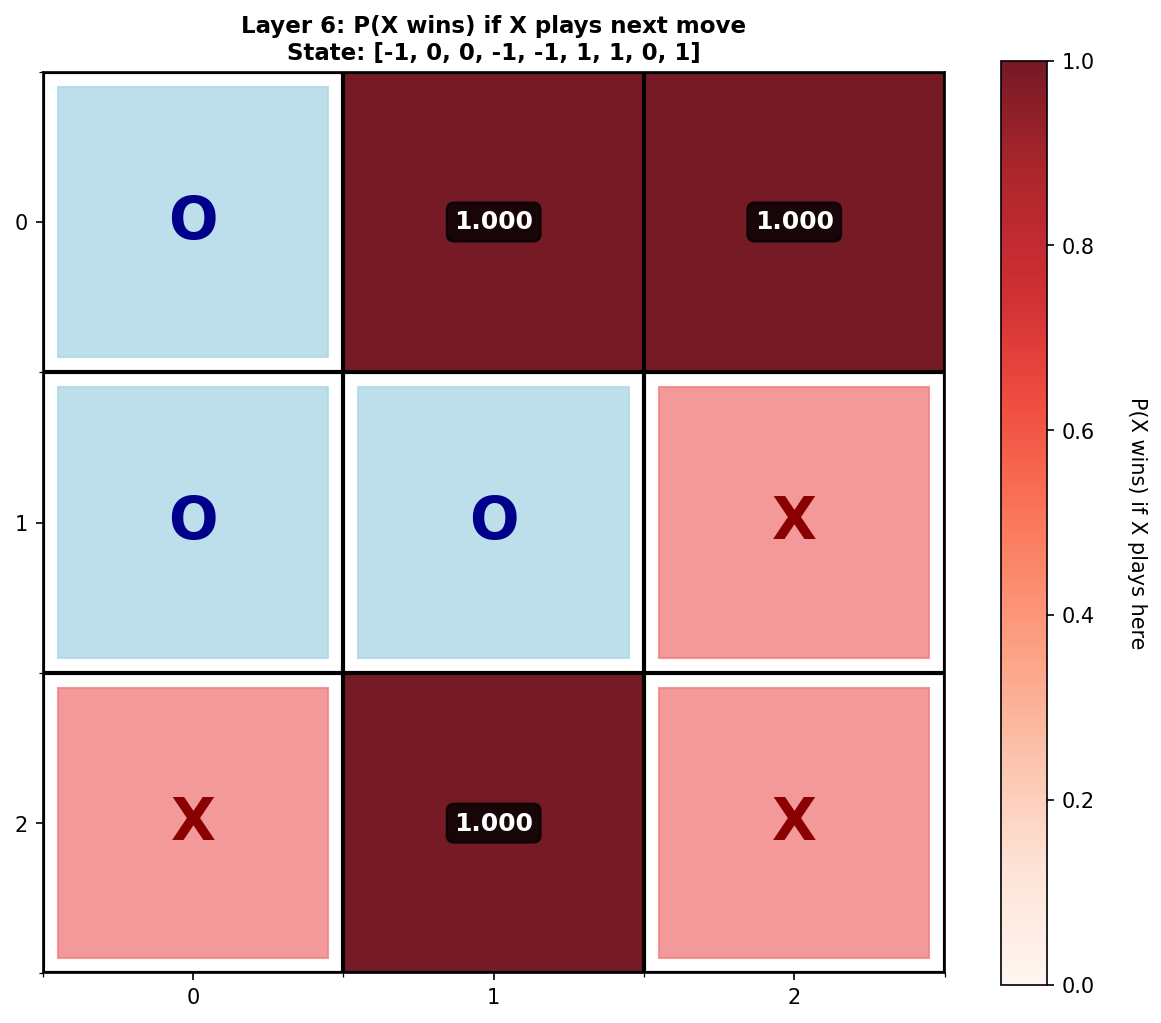 Layer 6: P(X wins) if X plays next move
State: [-1, 0, 0, -1, -1, 1, 1, 0, 1]
0
O
1.000
1.000
1
O
O
X
2
X
1.000
X
0
1
2
1.0
0.8
0.6
0.4
0.2
0.0
P(X wins) if X plays here